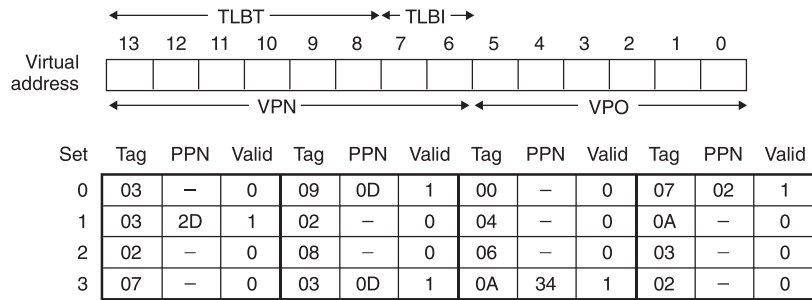 TLBT TLBI
13 12 11 10 9 8 7 6 5 4 3 2 1 0
Virtual
address
VPN VPO
Set Tag PPN Valid Tag PPN Valid Tag PPN Valid Tag PPN Valid
0 03 – 0 09 0D 1 00 – 0 07 02 1
1 03 2D 1 02 – 0 04 – 0 0A – 0
2 02 – 0 08 – 0 06 – 0 03 – 0
3 07 – 0 03 0D 1 0A 34 1 02 – 0